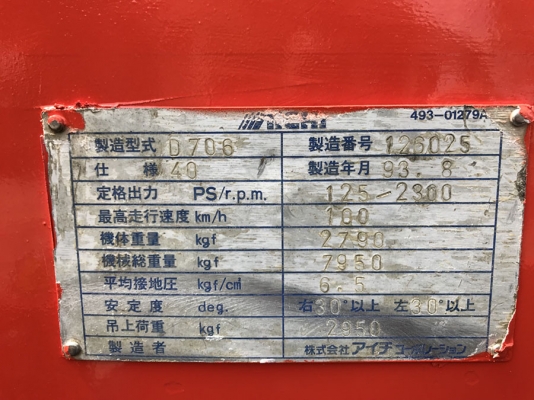 493-01279A
製造型式 D706 製造番号 126025
仕様 40 製造年月 93.8
定格出力 PS/r.p.m. 125-2300
最高走行速度 km/h 100
機体重量 kgf 2790
機械総重量 kgf 7950
平均接地圧 kgf/c㎡ 6.5
安定度 deg. 右30°以上 左30°以上
吊上荷重 kgf 2950
製造者 株式会社 アイチコーポレーション